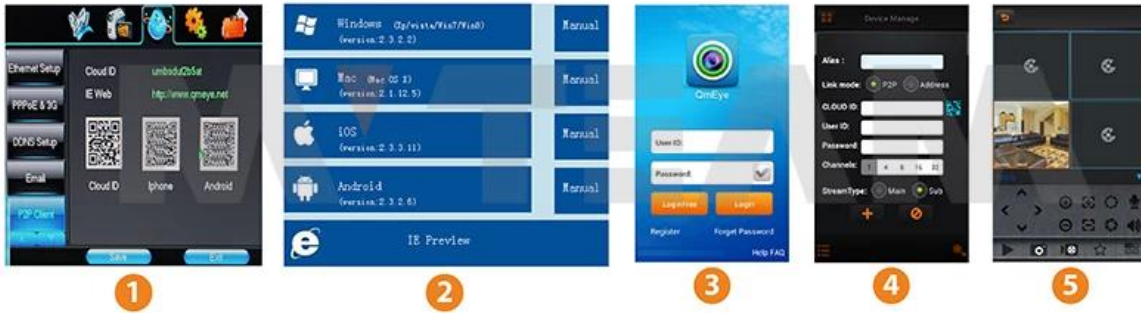 Ethernet Setup
PPPoE & 3G
DDNS Setup
Email
P2P Client
Cloud ID
umbsdut2b5at
IE Web
http://www.qmeye.net
Cloud ID
Iphone
Android
Save
Exit
1
Windows (Xp/vista/Win7/Win8)
(version:2.3.2.2)
Manual
Mac (Mac OS X)
(version:2.1.12.5)
Manual
iOS
(version:2.3.3.11)
Manual
Android
(version:2.3.2.6)
Manual
IE Preview
2
QmEye
User ID:
Password:
Login
Register
Forget Password
Help FAQ
3
Device Manage
Alias :
Link mode: P2P Address
CLOUD ID:
User ID:
Password:
Channels: 1 4 8 16 32
StreamType: Main Sub
4
5